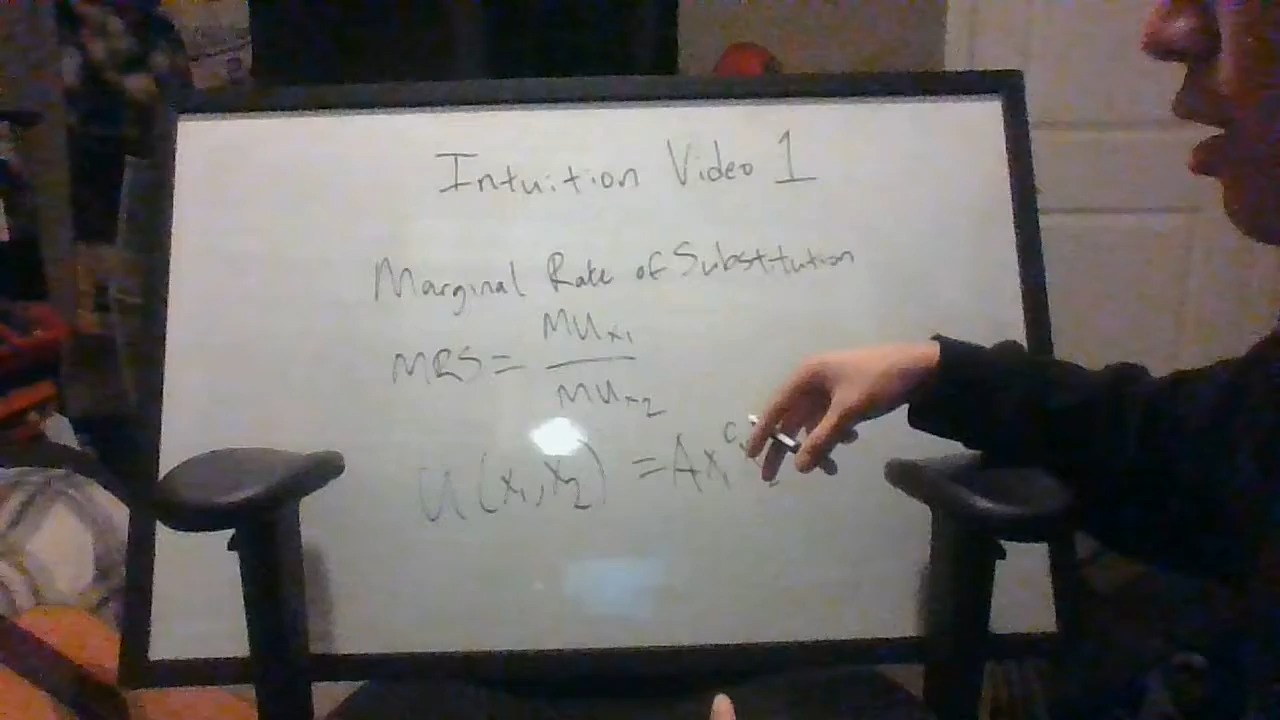 Intuition Video 1
Marginal Rate of Substitution
MRS = MUx1 / MUx2
U(x1,x2) = Ax1